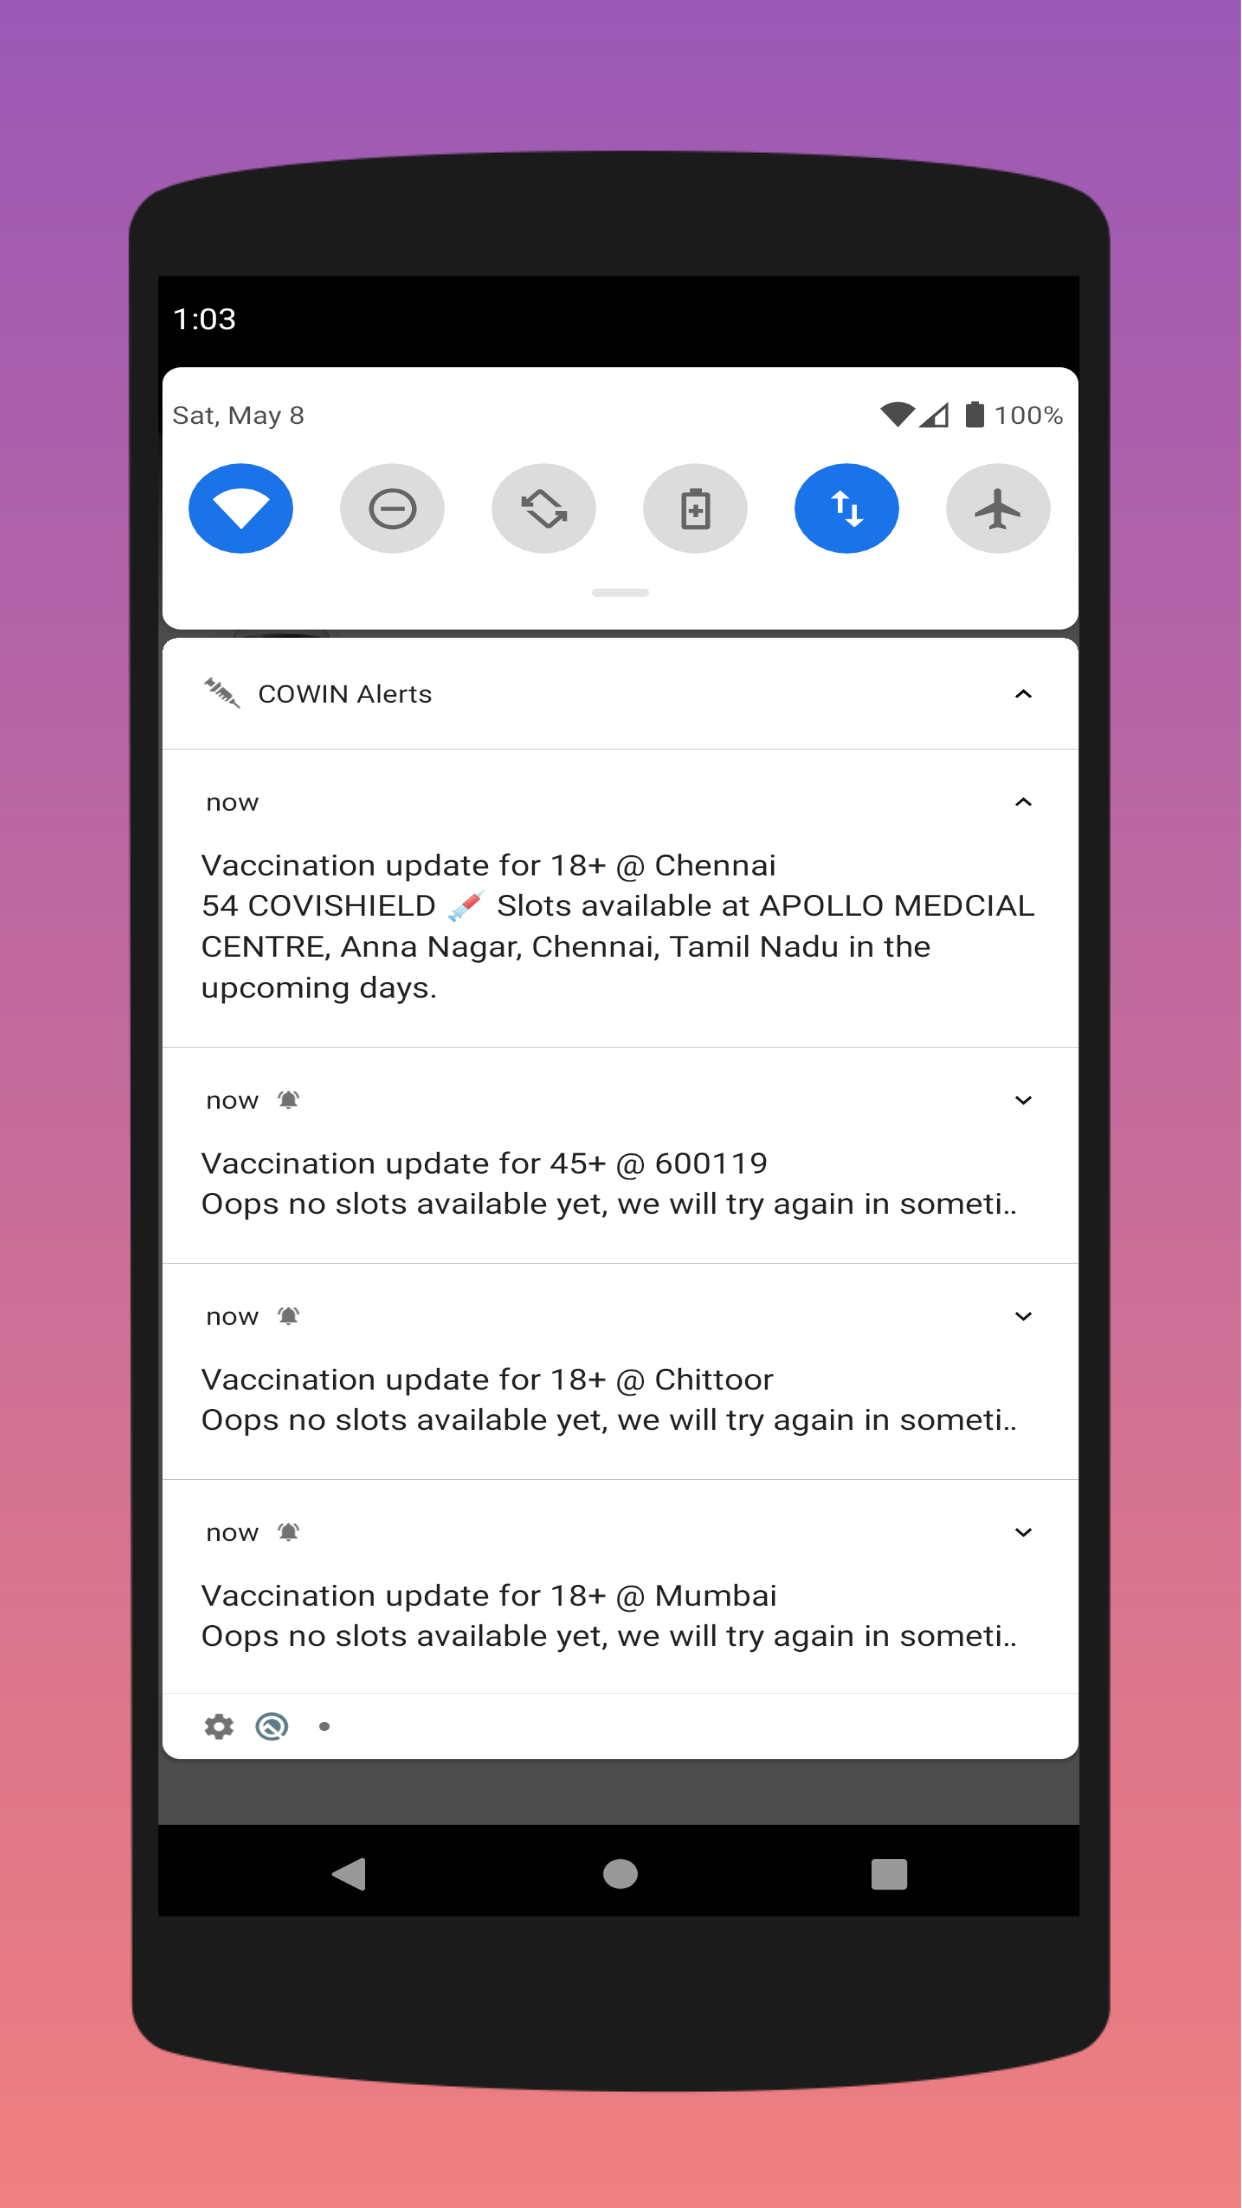 1:03
Sat, May 8
100%
COWIN Alerts
now
Vaccination update for 18+ @ Chennai
54 COVISHIELD 💉 Slots available at APOLLO MEDCIAL
CENTRE, Anna Nagar, Chennai, Tamil Nadu in the
upcoming days.
now
Vaccination update for 45+ @ 600119
Oops no slots available yet, we will try again in someti..
now
Vaccination update for 18+ @ Chittoor
Oops no slots available yet, we will try again in someti..
now
Vaccination update for 18+ @ Mumbai
Oops no slots available yet, we will try again in someti..